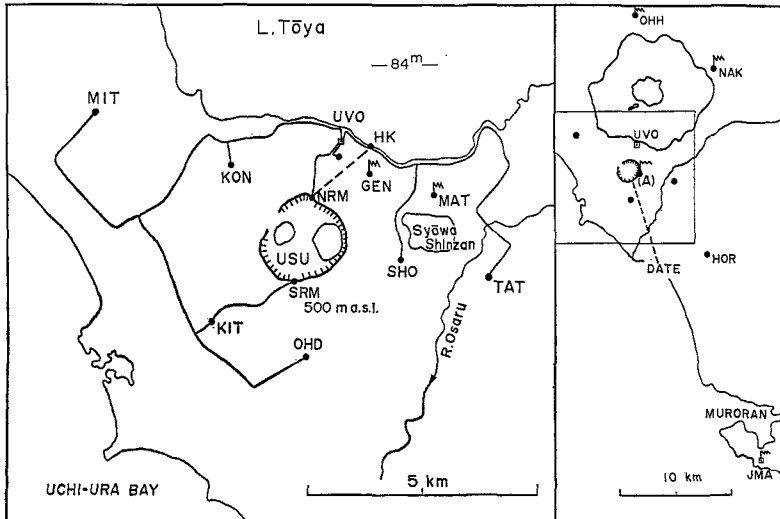 L.Tōya
84m
MIT
UVO
HK
KON
GEN
NRM
MAT
Syōwa
Shinzan
USU
SHO
SRM
TAT
500 m a.s.l.
KIT
R.Osaru
OHD
5 km
UCHI-URA BAY
OHH
NAK
UVO
(A)
DATE
HOR
MURORAN
10 km
JMA